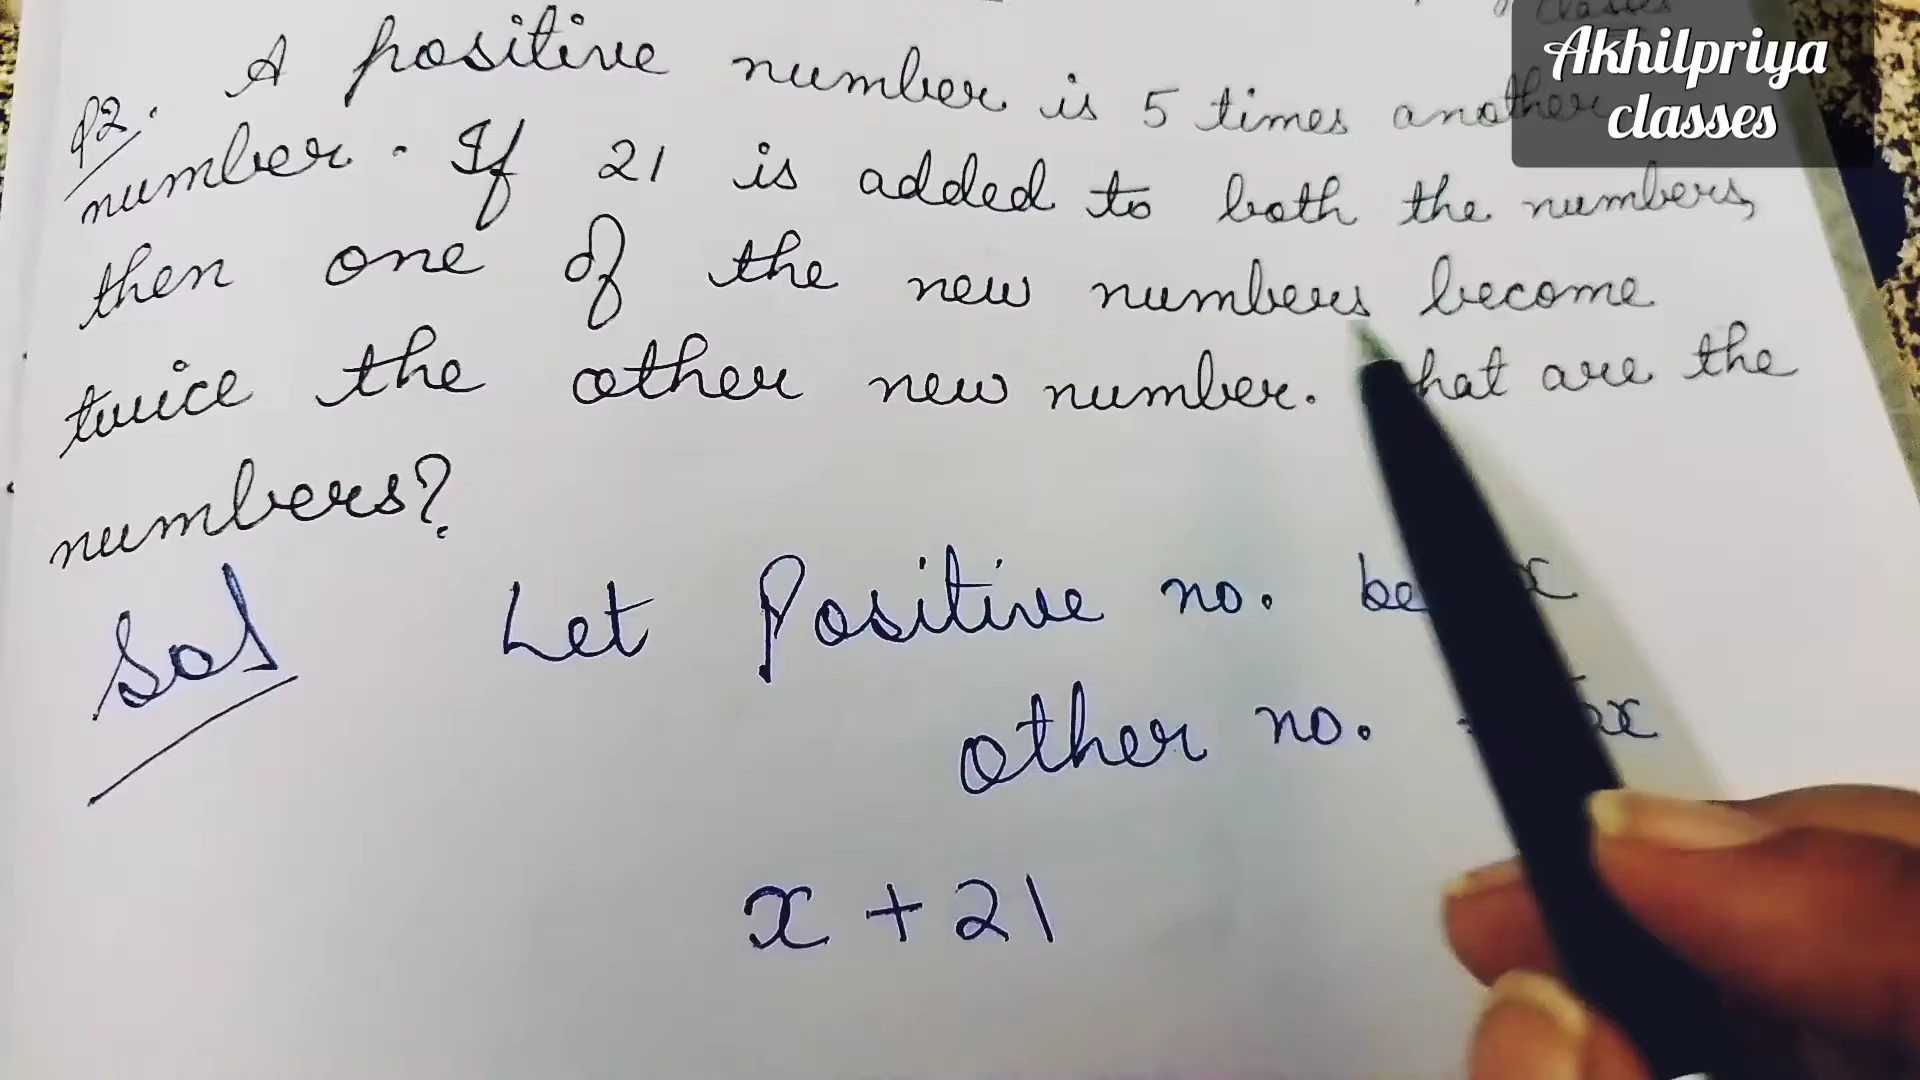 classes
Akhilpriya
classes
Q2. A positive number is 5 times another
number. If 21 is added to both the numbers,
then one of the new numbers become
twice the other new number. hat are the
numbers?
Sol Let Positive no. be x
other no. = 5x
x + 21